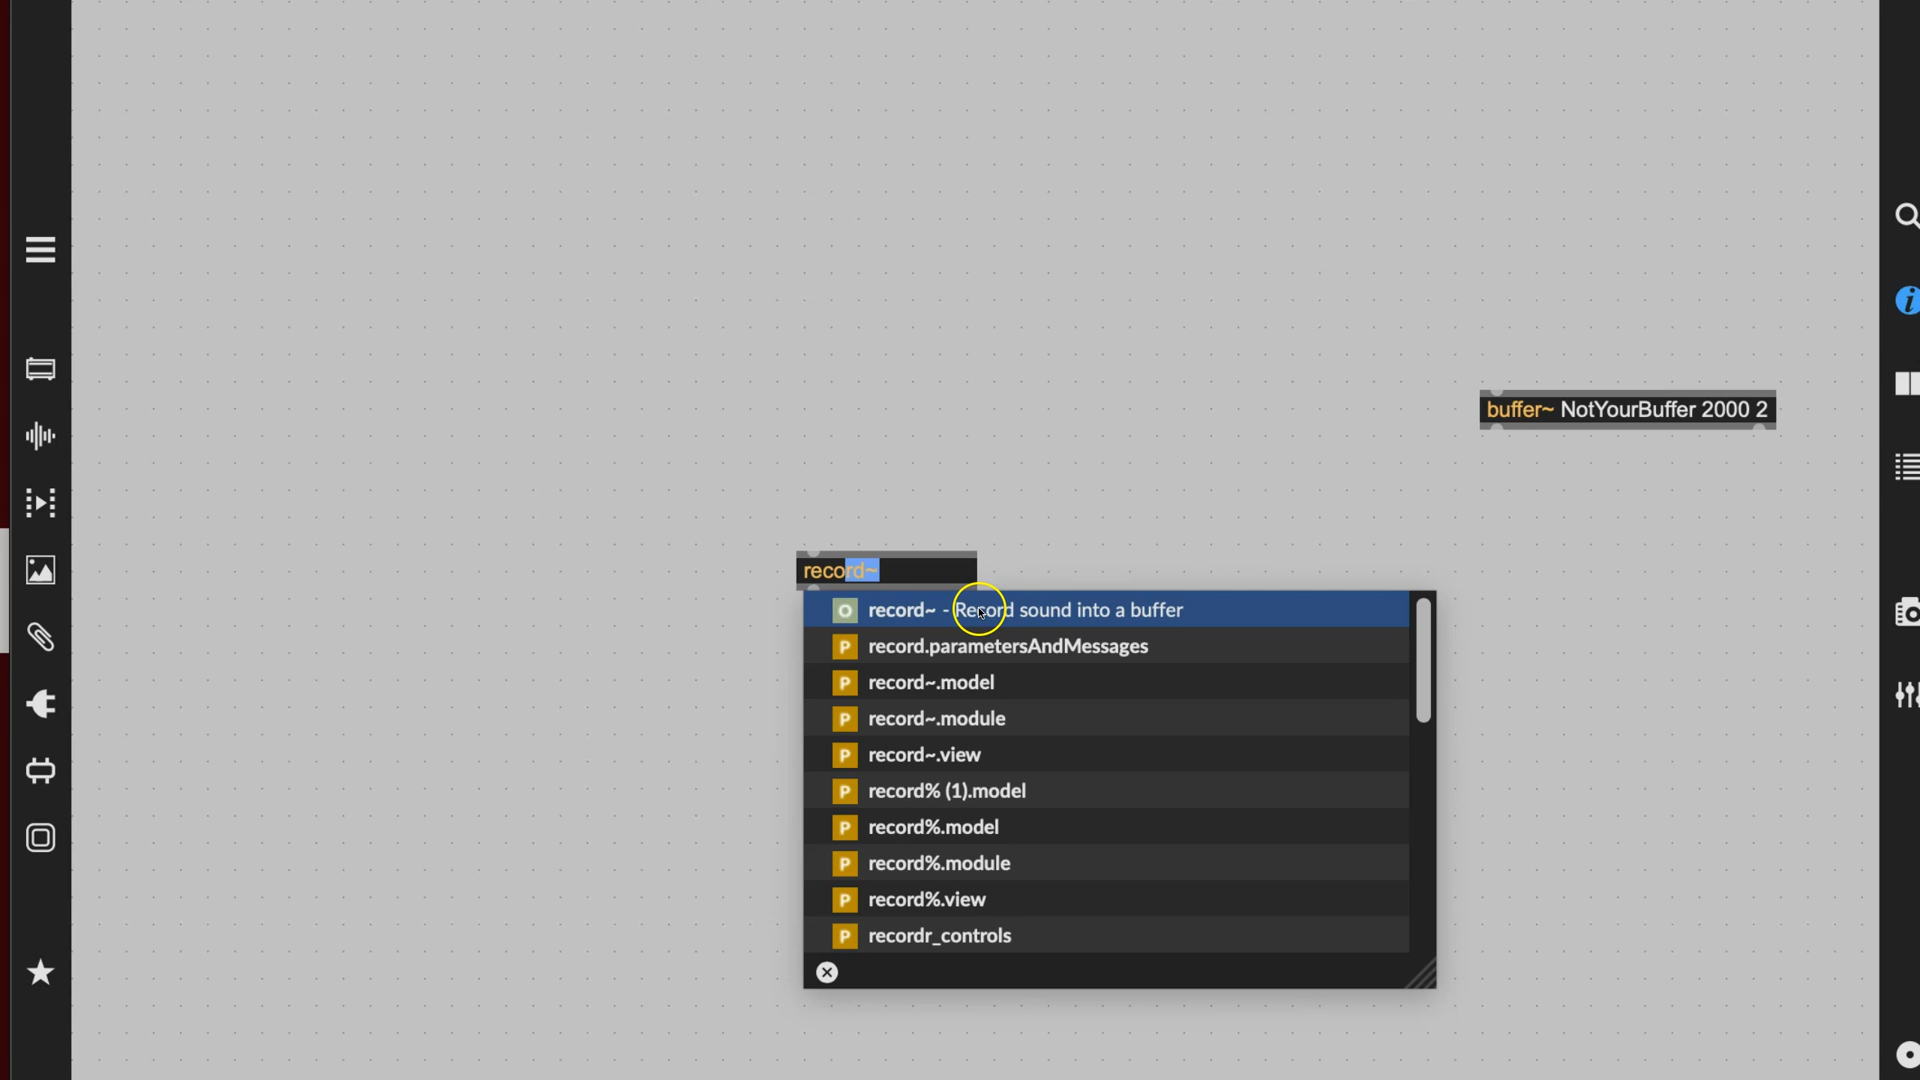 buffer~ NotYourBuffer 2000 2
record~
O record~ - Record sound into a buffer
P record.parametersAndMessages
P record~.model
P record~.module
P record~.view
P record% (1).model
P record%.model
P record%.module
P record%.view
P recordr_controls